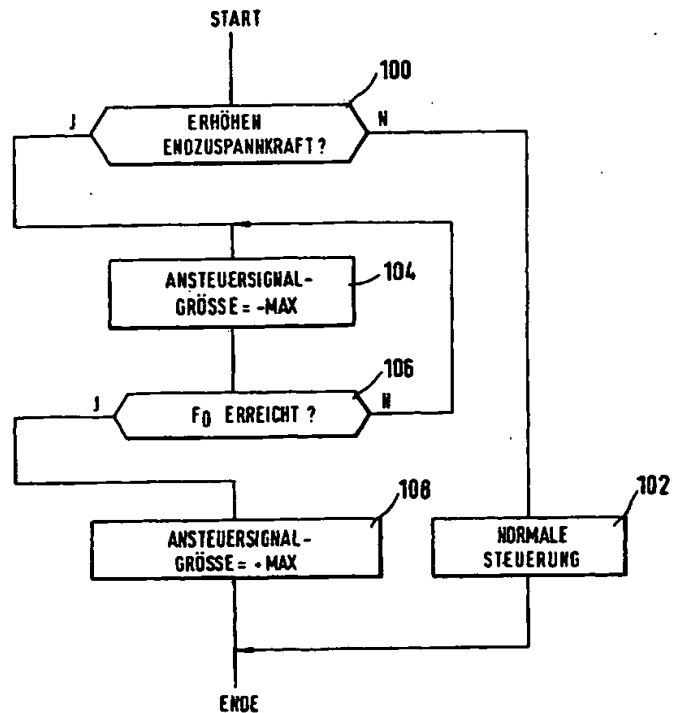 START
100
J
ERHÖHEN
N
ENDZUSPANNKRAFT?
ANSTEUERSIGNAL-
GRÖSSE = -MAX
104
106
J
F0 ERREICHT ?
N
108
102
ANSTEUERSIGNAL-
GRÖSSE = +MAX
NORMALE
STEUERUNG
ENDE